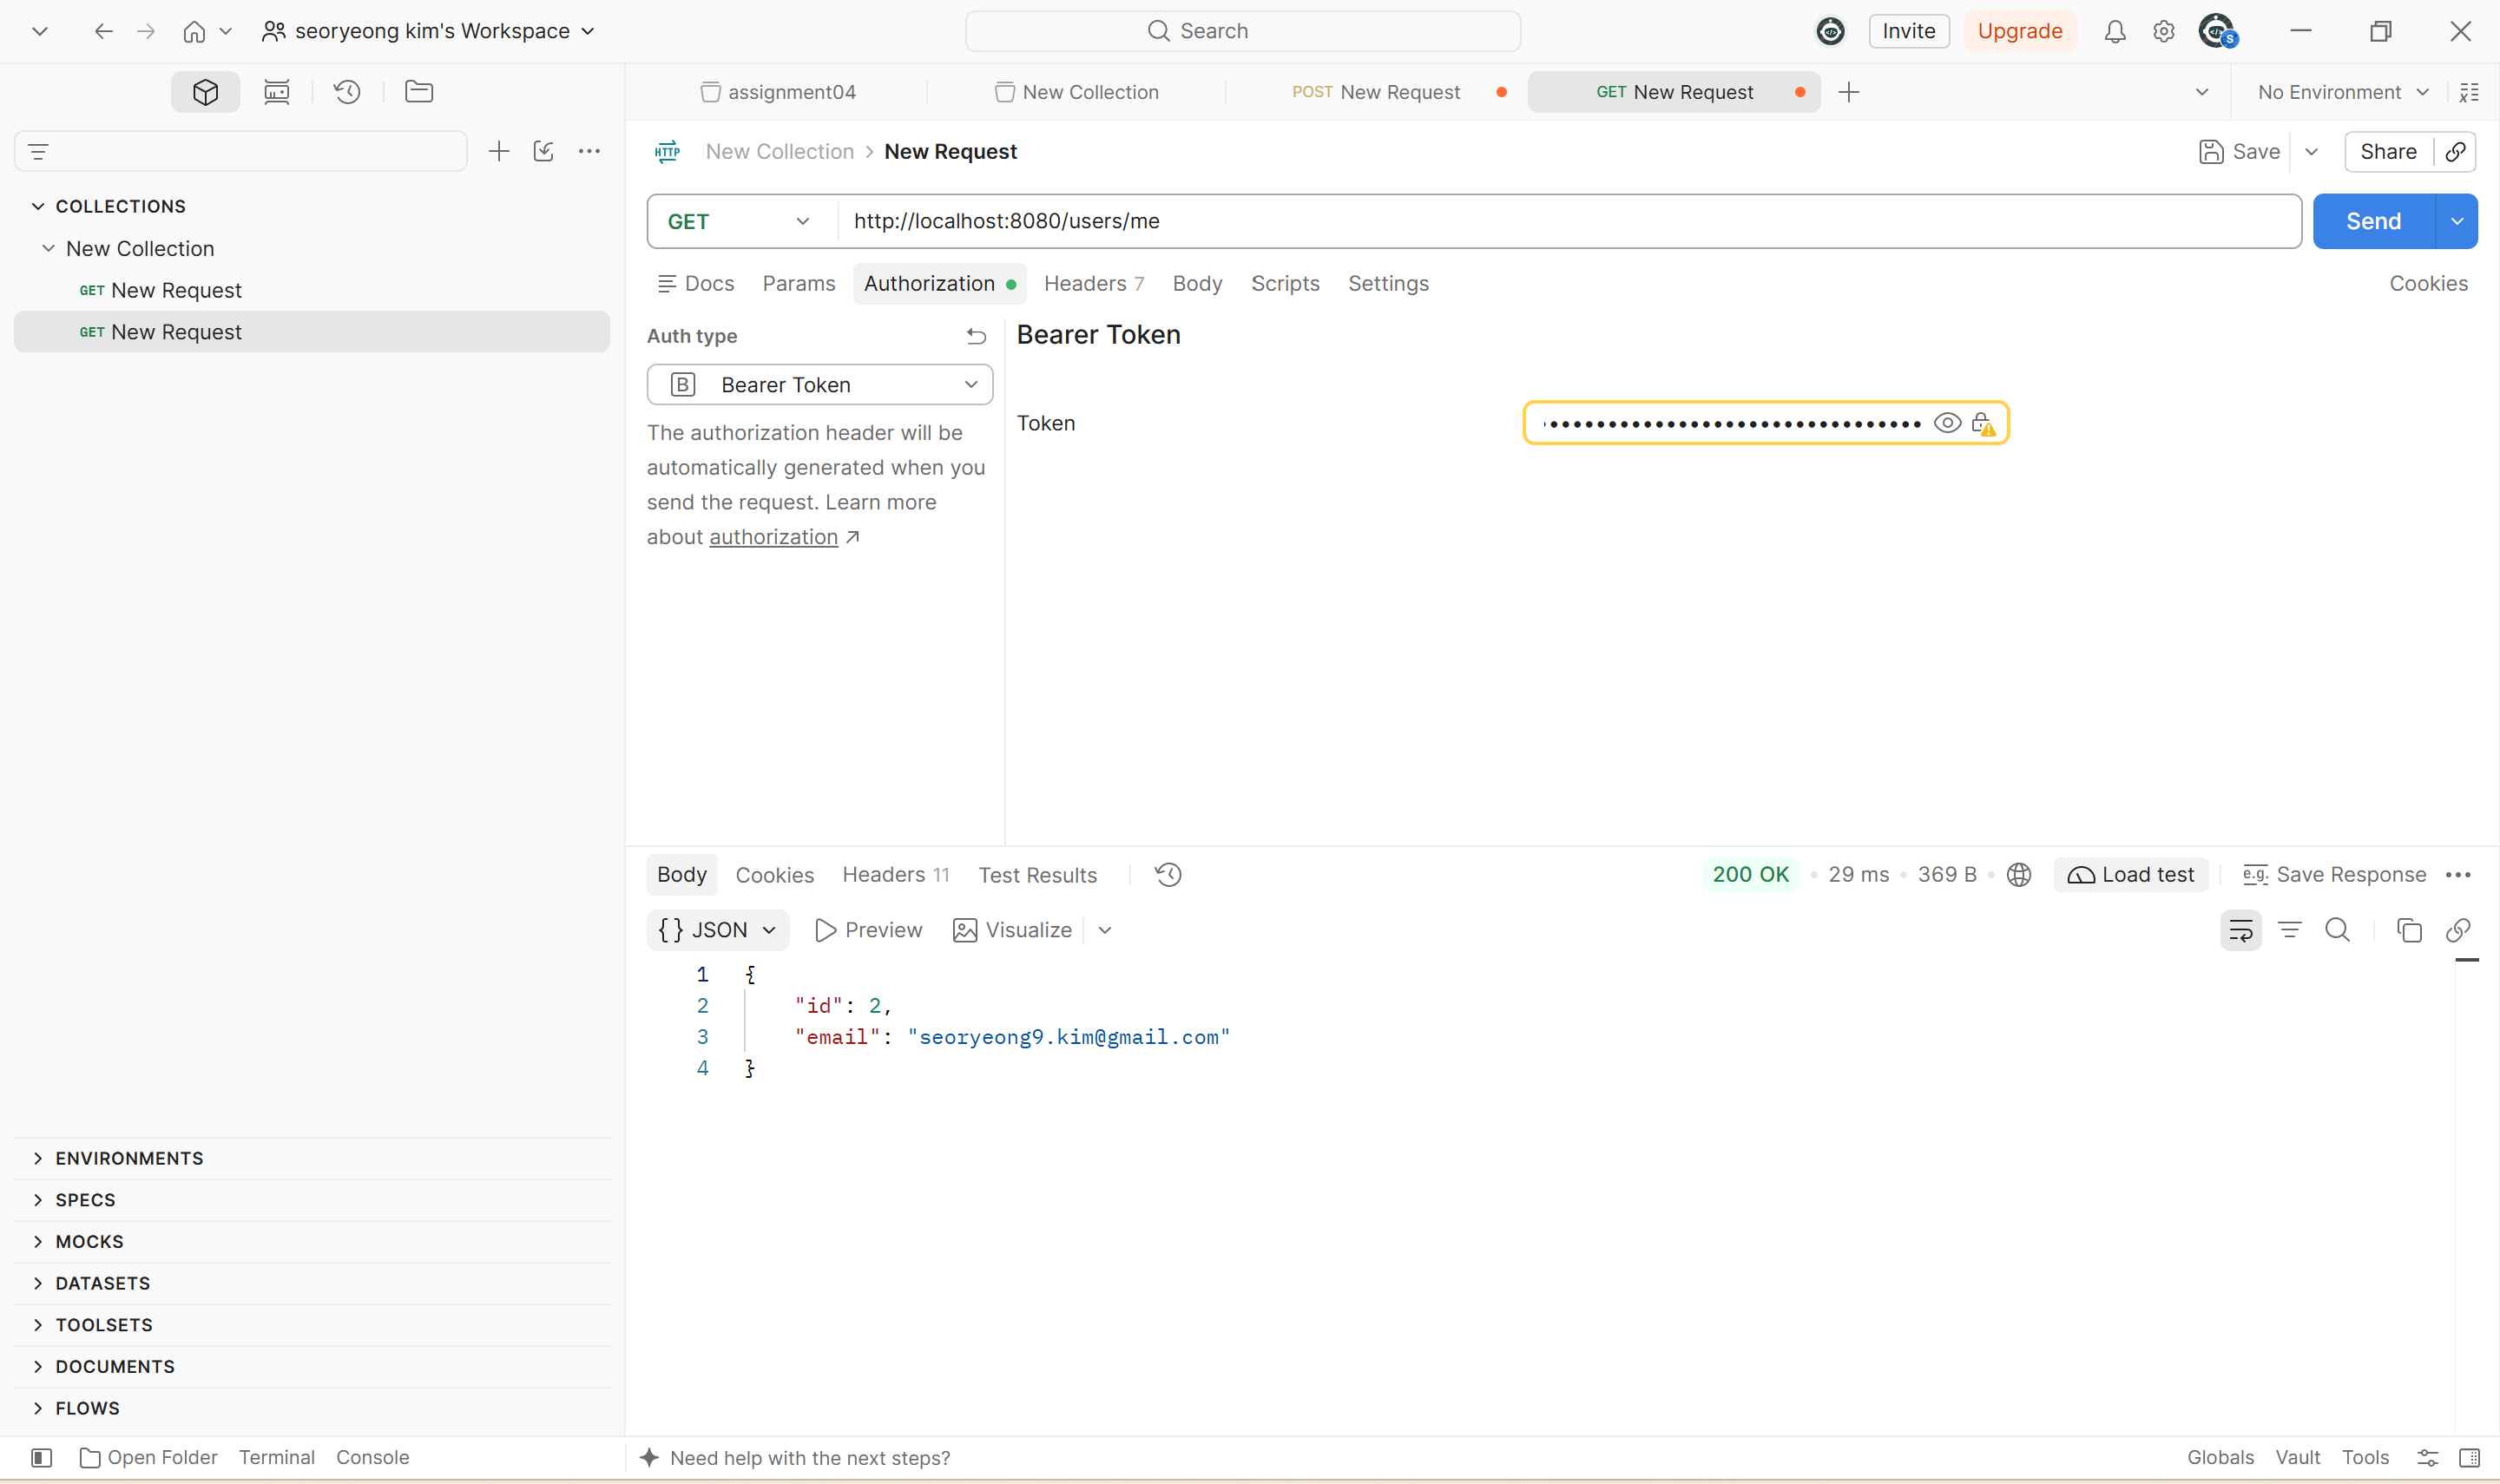 seoryeong kim's Workspace
Search
Invite
Upgrade
assignment04
New Collection
POST New Request
GET New Request
No Environment
COLLECTIONS
New Collection
GET New Request
GET New Request
HTTP New Collection > New Request
Save
Share
GET
http://localhost:8080/users/me
Send
Docs
Params
Authorization
Headers 7
Body
Scripts
Settings
Cookies
Auth type
B Bearer Token
The authorization header will be
automatically generated when you
send the request. Learn more
about authorization ↗
Bearer Token
Token
Body
Cookies
Headers 11
Test Results
200 OK • 29 ms • 369 B
Load test
e.g. Save Response
{} JSON
Preview
Visualize
1 {
2 "id": 2,
3 "email": "seoryeong9.kim@gmail.com"
4 }
ENVIRONMENTS
SPECS
MOCKS
DATASETS
TOOLSETS
DOCUMENTS
FLOWS
Open Folder
Terminal
Console
Need help with the next steps?
Globals
Vault
Tools